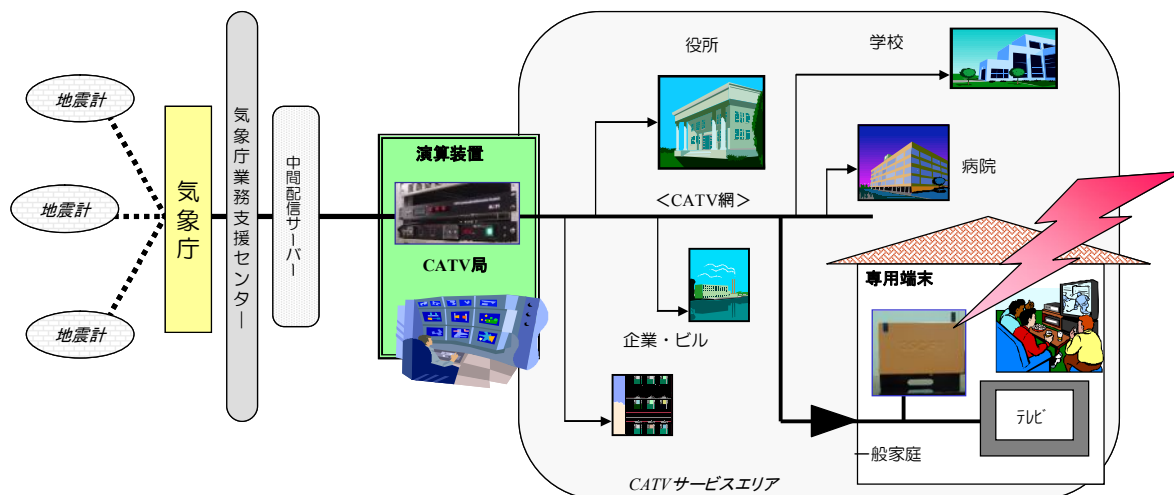 地震計
地震計
地震計
気象庁
気象庁業務支援センター
中間配信サーバー
演算装置
CATV局
役所
学校
病院
＜CATV網＞
企業・ビル
専用端末
テレビ
一般家庭
CATVサービスエリア